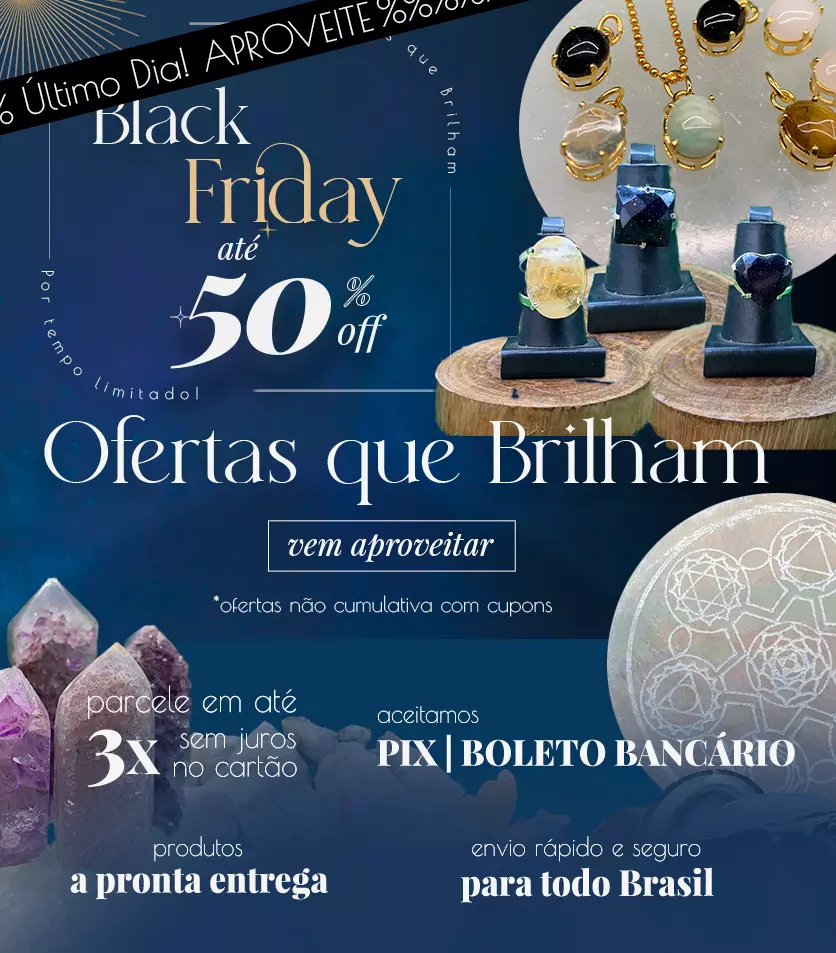 % Último Dia! APROVEITE %%%%
que Brilham
Black
Friday
até
50% off
Por tempo limitado!
Ofertas que Brilham
vem aproveitar
*ofertas não cumulativa com cupons
parcele em até
3x sem juros
no cartão
aceitamos
PIX | BOLETO BANCÁRIO
produtos
a pronta entrega
envio rápido e seguro
para todo Brasil